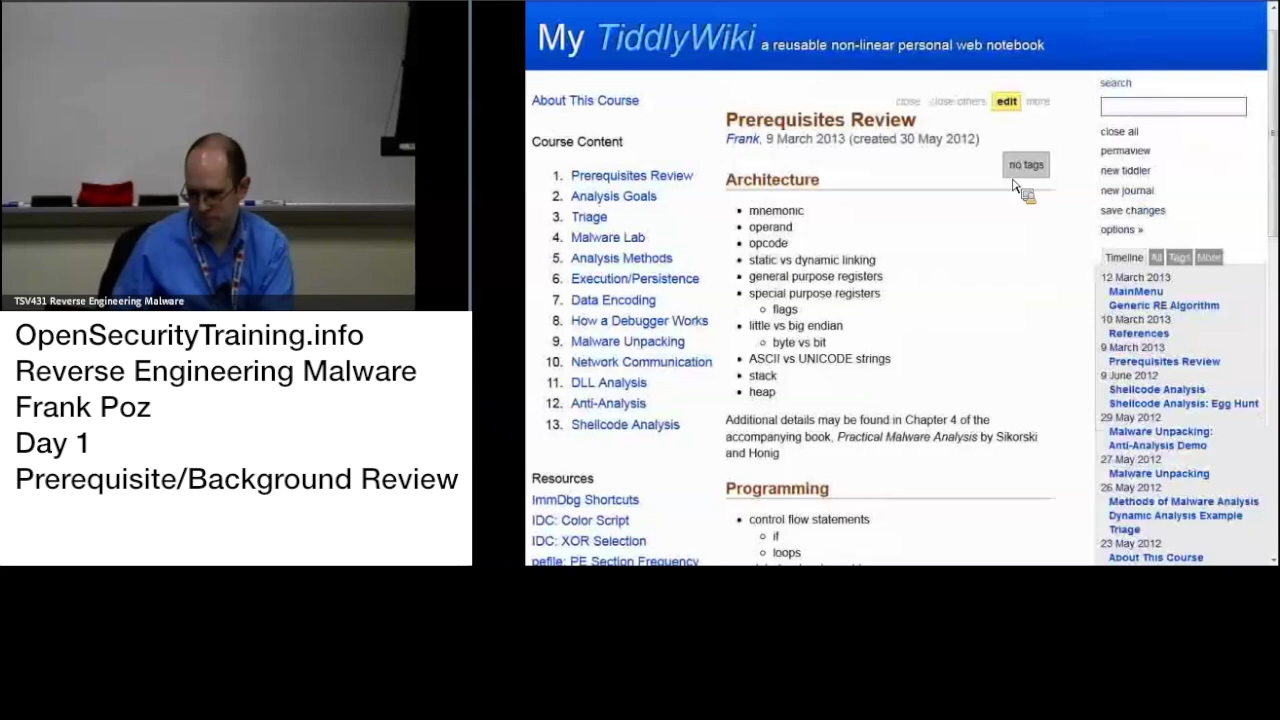 TSV431 Reverse Engineering Malware
OpenSecurityTraining.info
Reverse Engineering Malware
Frank Poz
Day 1
Prerequisite/Background Review
My TiddlyWiki a reusable non-linear personal web notebook
About This Course
Course Content
1. Prerequisites Review
2. Analysis Goals
3. Triage
4. Malware Lab
5. Analysis Methods
6. Execution/Persistence
7. Data Encoding
8. How a Debugger Works
9. Malware Unpacking
10. Network Communication
11. DLL Analysis
12. Anti-Analysis
13. Shellcode Analysis
Resources
ImmDbg Shortcuts
IDC: Color Script
IDC: XOR Selection
pefile: PE Section Frequency
close close others edit more
Prerequisites Review
Frank, 9 March 2013 (created 30 May 2012)
no tags
Architecture
• mnemonic
• operand
• opcode
• static vs dynamic linking
• general purpose registers
• special purpose registers
○ flags
• little vs big endian
○ byte vs bit
• ASCII vs UNICODE strings
• stack
• heap
Additional details may be found in Chapter 4 of the
accompanying book, Practical Malware Analysis by Sikorski
and Honig
Programming
• control flow statements
○ if
○ loops
search
close all
permaview
new tiddler
new journal
save changes
options »
Timeline All Tags More
12 March 2013
MainMenu
Generic RE Algorithm
10 March 2013
References
9 March 2013
Prerequisites Review
9 June 2012
Shellcode Analysis
Shellcode Analysis: Egg Hunt
29 May 2012
Malware Unpacking:
Anti-Analysis Demo
27 May 2012
Malware Unpacking
26 May 2012
Methods of Malware Analysis
Dynamic Analysis Example
Triage
23 May 2012
About This Course